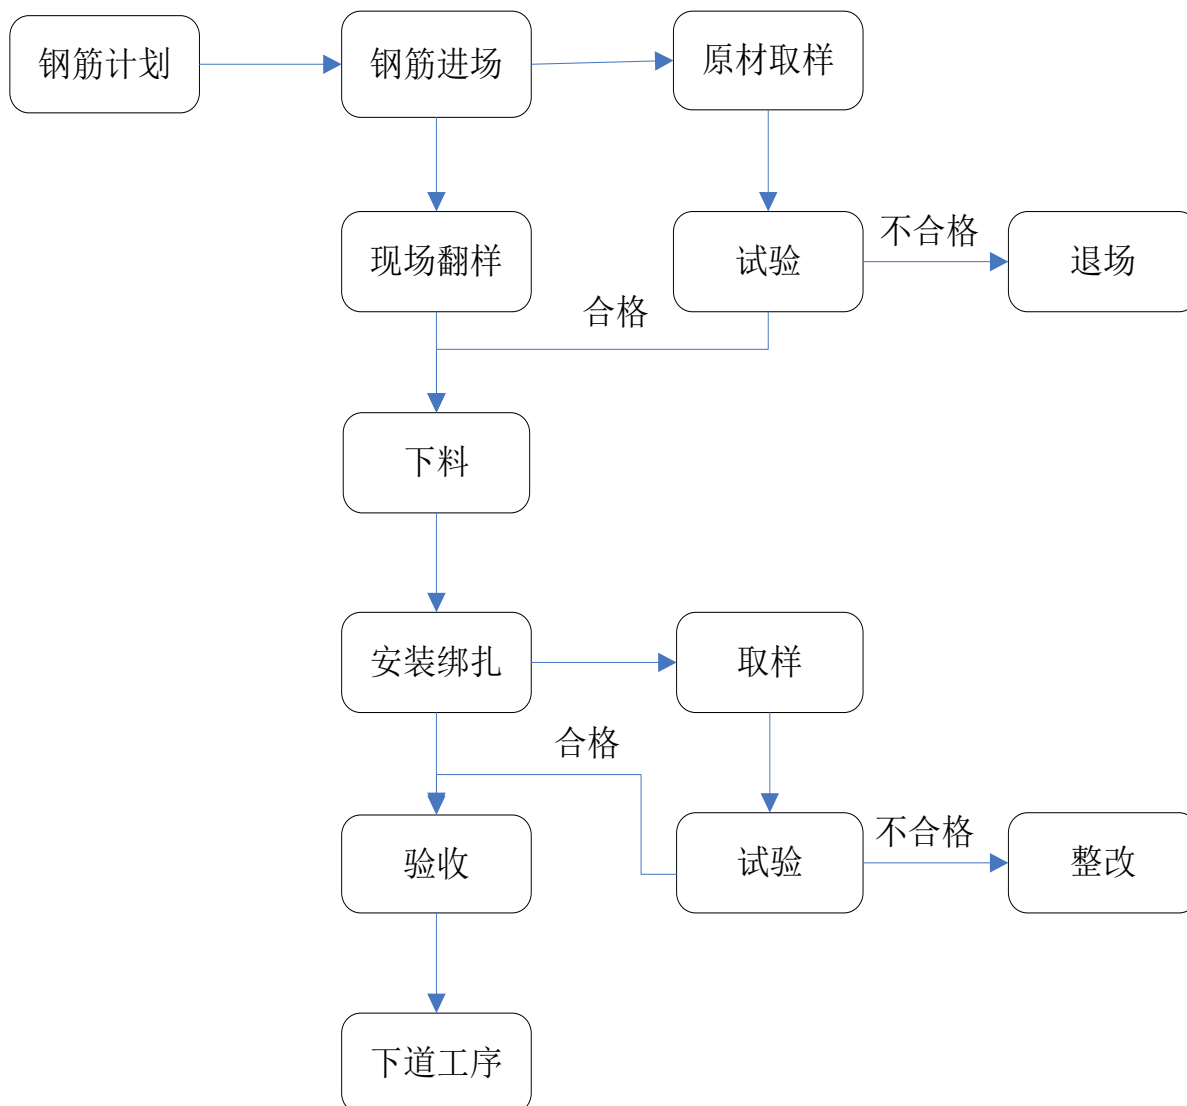 钢筋计划
钢筋进场
原材取样
现场翻样
试验
不合格
退场
合格
下料
安装绑扎
取样
合格
验收
试验
不合格
整改
下道工序